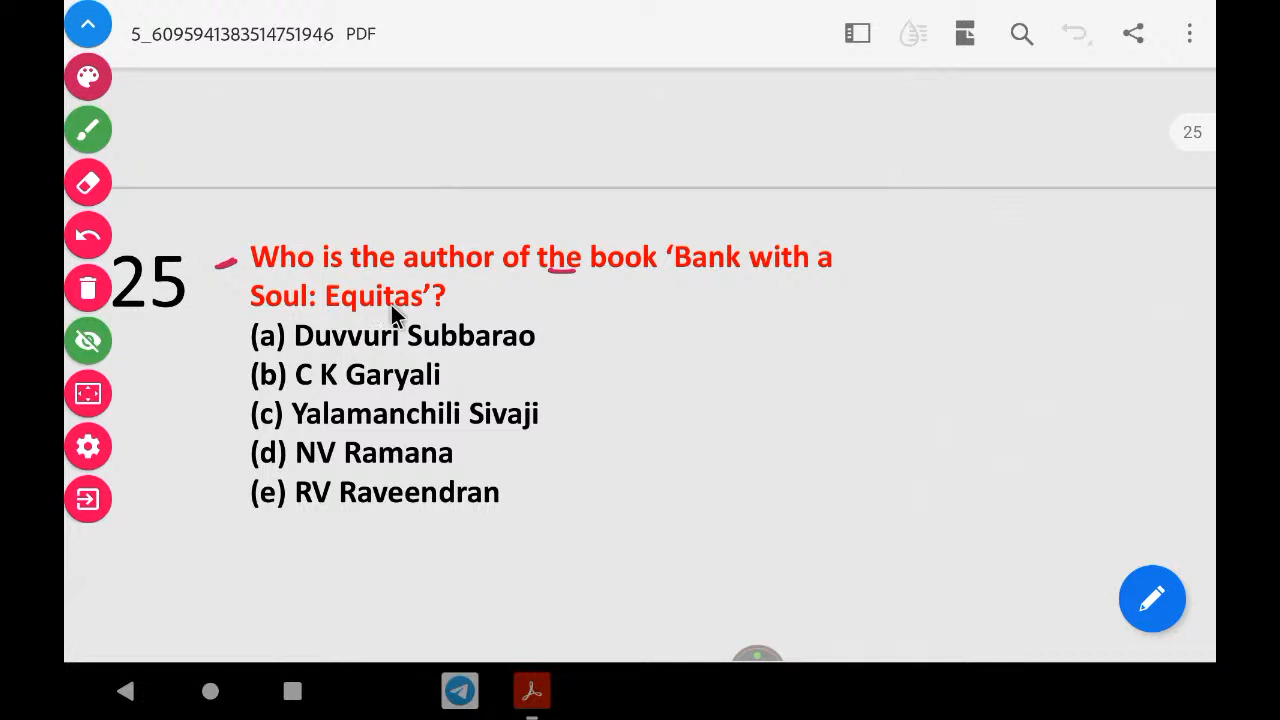 5_6095941383514751946 PDF
25
25
Who is the author of the book ‘Bank with a
Soul: Equitas’?
(a) Duvvuri Subbarao
(b) C K Garyali
(c) Yalamanchili Sivaji
(d) NV Ramana
(e) RV Raveendran